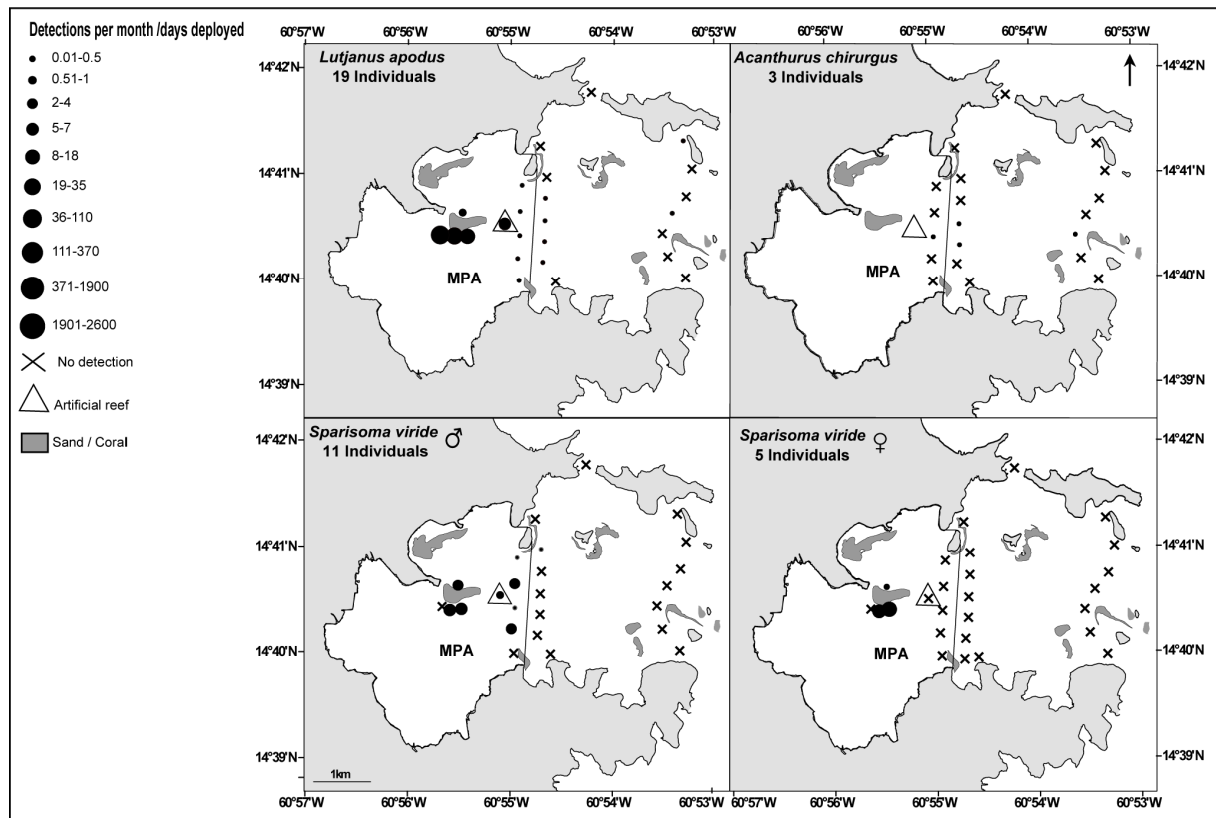 Detections per month /days deployed
0.01-0.5
0.51-1
2-4
5-7
8-18
19-35
36-110
111-370
371-1900
1901-2600
No detection
Artificial reef
Sand / Coral
60°57'W 60°56'W 60°55'W 60°54'W 60°53'W
60°56'W 60°55'W 60°54'W 60°53'W
14°42'N
14°41'N
14°40'N
14°39'N
Lutjanus apodus
19 Individuals
MPA
Acanthurus chirurgus
3 Individuals
MPA
14°42'N
14°41'N
14°40'N
14°39'N
14°42'N
14°41'N
14°40'N
14°39'N
Sparisoma viride ♂
11 Individuals
MPA
1km
Sparisoma viride ♀
5 Individuals
MPA
14°42'N
14°41'N
14°40'N
14°39'N
60°57'W 60°56'W 60°55'W 60°54'W 60°53'W
60°57'W 60°56'W 60°55'W 60°54'W 60°53'W